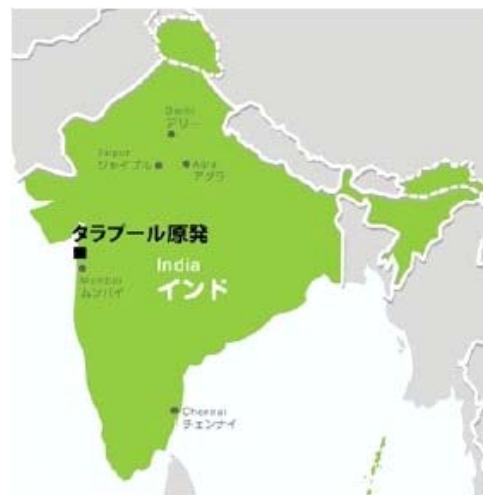 Delhi
デリー
Jaipur
ジャイプル
Agra
アグラ
タラプール原発
Mumbai
ムンバイ
India
インド
Chennai
チェンナイ